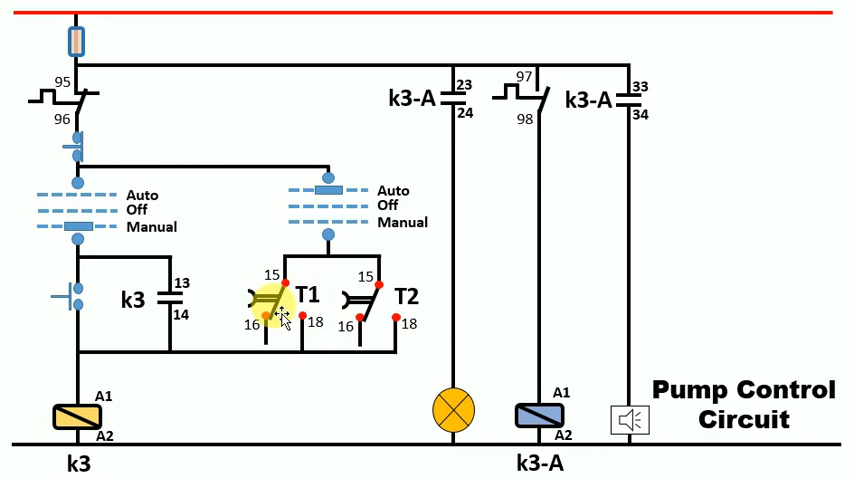 95
96
Auto
Off
Manual
k3
13
14
Auto
Off
Manual
15
T1
16
18
15
T2
16
18
k3-A
23
24
97
98
k3-A
33
34
A1
A2
k3
A1
A2
k3-A
Pump Control
Circuit